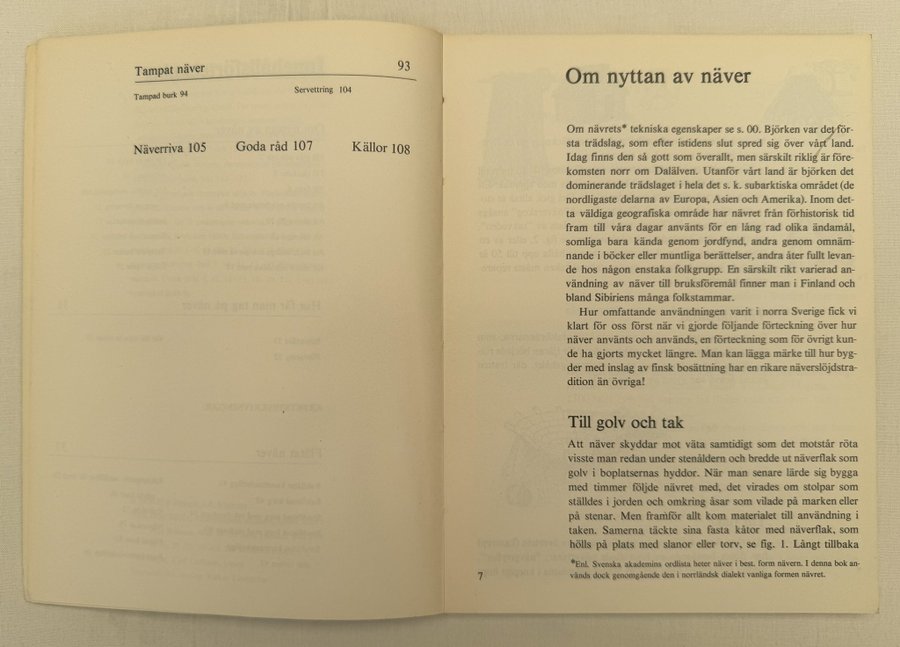 Tampat näver 93
Tampad burk 94 Servettring 104
Näverriva 105 Goda råd 107 Källor 108
Om nyttan av näver
Om nävrets* tekniska egenskaper se s. 00. Björken var det för-
sta trädslag, som efter istidens slut spred sig över vårt land.
Idag finns den så gott som överallt, men särskilt riklig är före-
komsten norr om Dalälven. Utanför vårt land är björken det
dominerande trädslaget i hela det s. k. subarktiska området (de
nordligaste delarna av Europa, Asien och Amerika). Inom det-
ta väldiga geografiska område har nävret från förhistorisk tid
fram till våra dagar använts för en lång rad olika ändamål,
somliga bara kända genom jordfynd, andra genom omnäm-
nande i böcker eller muntliga berättelser, andra åter fullt levan-
de hos någon enstaka folkgrupp. En särskilt rikt varierad an-
vändning av näver till bruksföremål finner man i Finland och
bland Sibiriens många folkstammar.
Hur omfattande användningen varit i norra Sverige fick vi
klart för oss först när vi gjorde följande förteckning över hur
näver använts och används, en förteckning som för övrigt kun-
de ha gjorts mycket längre. Man kan lägga märke till hur byg-
der med inslag av finsk bosättning har en rikare näverslöjdstra-
dition än övriga!
Till golv och tak
Att näver skyddar mot väta samtidigt som det motstår röta
visste man redan under stenåldern och bredde ut näverflak som
golv i boplatsernas hyddor. När man senare lärde sig bygga
med timmer följde nävret med, det virades om stolpar som
ställdes i jorden och omkring åsar som vilade på marken eller
på stenar. Men framför allt kom materialet till användning i
taken. Samerna täckte sina fasta kåtor med näverflak, som
hölls på plats med slanor eller torv, se fig. 1. Långt tillbaka
*Enl. Svenska akademins ordlista heter näver i best. form nävern. I denna bok an-
vänds dock genomgående den i norrländsk dialekt vanliga formen nävret.
7